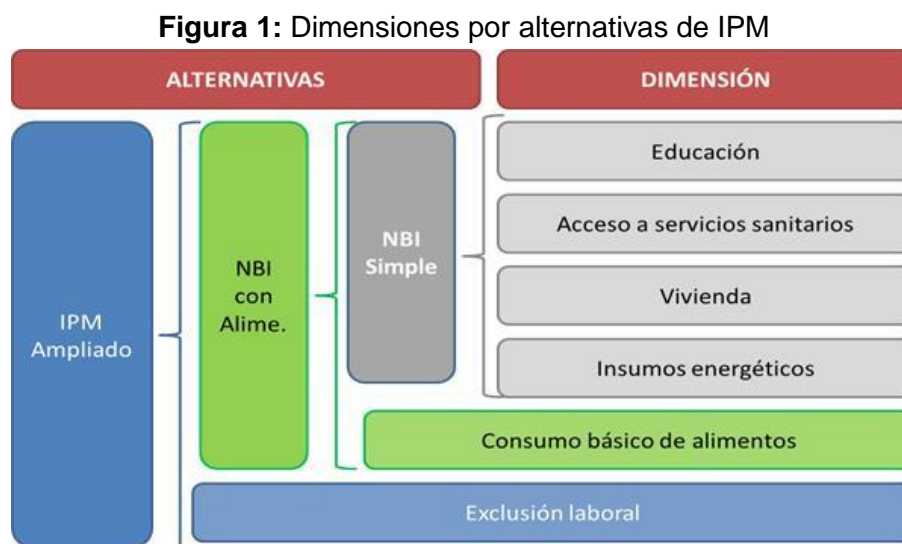 Figura 1: Dimensiones por alternativas de IPM
ALTERNATIVAS
DIMENSIÓN
IPM
Ampliado
NBI
con
Alime.
NBI
Simple
Educación
Acceso a servicios sanitarios
Vivienda
Insumos energéticos
Consumo básico de alimentos
Exclusión laboral